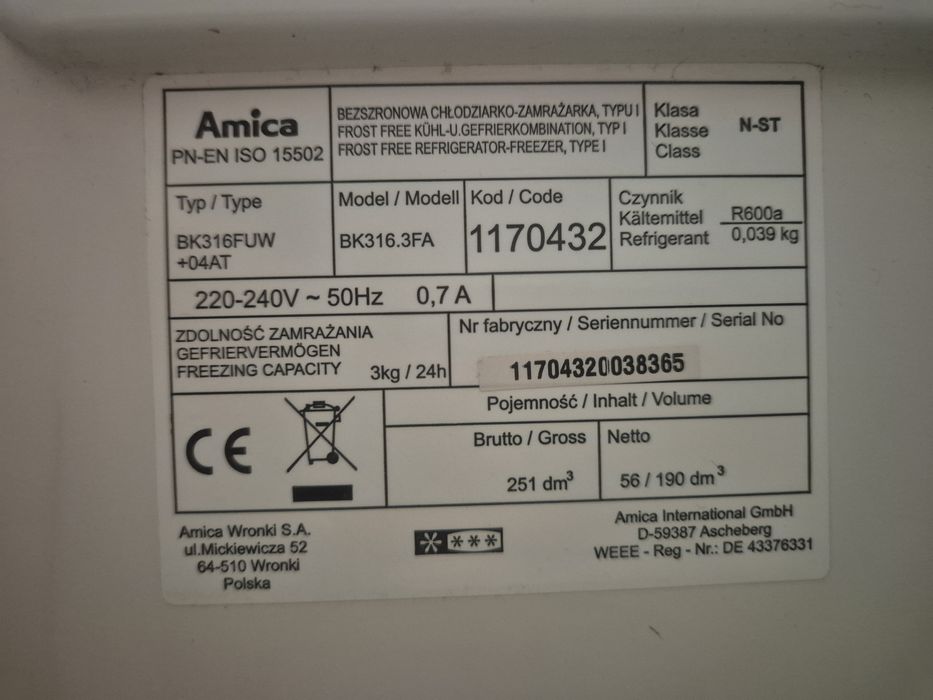 Amica
PN-EN ISO 15502
BEZSZRONOWA CHŁODZIARKO-ZAMRAŻARKA, TYPU I
FROST FREE KÜHL-U.GEFRIERKOMBINATION, TYP I
FROST FREE REFRIGERATOR-FREEZER, TYPE I
Klasa
Klasse
Class
N-ST
Typ / Type
BK316FUW
+04AT
Model / Modell
BK316.3FA
Kod / Code
1170432
Czynnik
Kältemittel
Refrigerant
R600a
0,039 kg
220-240V ~ 50Hz 0,7 A
ZDOLNOŚĆ ZAMRAŻANIA
GEFRIERVERMÖGEN
FREEZING CAPACITY 3kg / 24h
Nr fabryczny / Seriennummer / Serial No
11704320038365
Pojemność / Inhalt / Volume
Brutto / Gross
251 dm³
Netto
56 / 190 dm³
CE
Amica Wronki S.A.
ul.Mickiewicza 52
64-510 Wronki
Polska
Amica International GmbH
D-59387 Ascheberg
WEEE - Reg - Nr.: DE 43376331